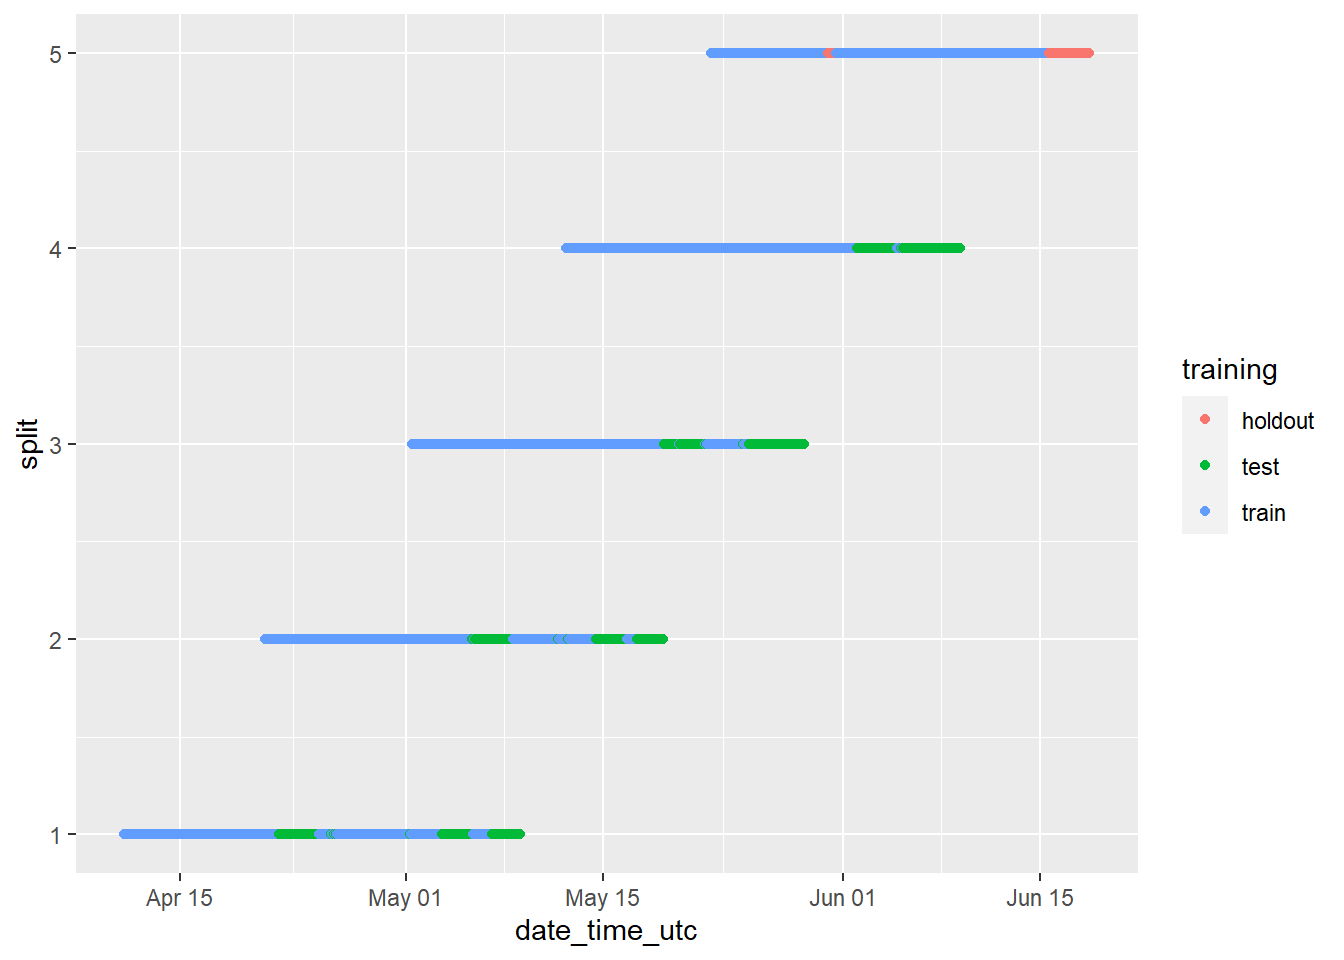 5
4
3
2
1
split
Apr 15
May 01
May 15
Jun 01
Jun 15
date_time_utc
training
holdout
test
train